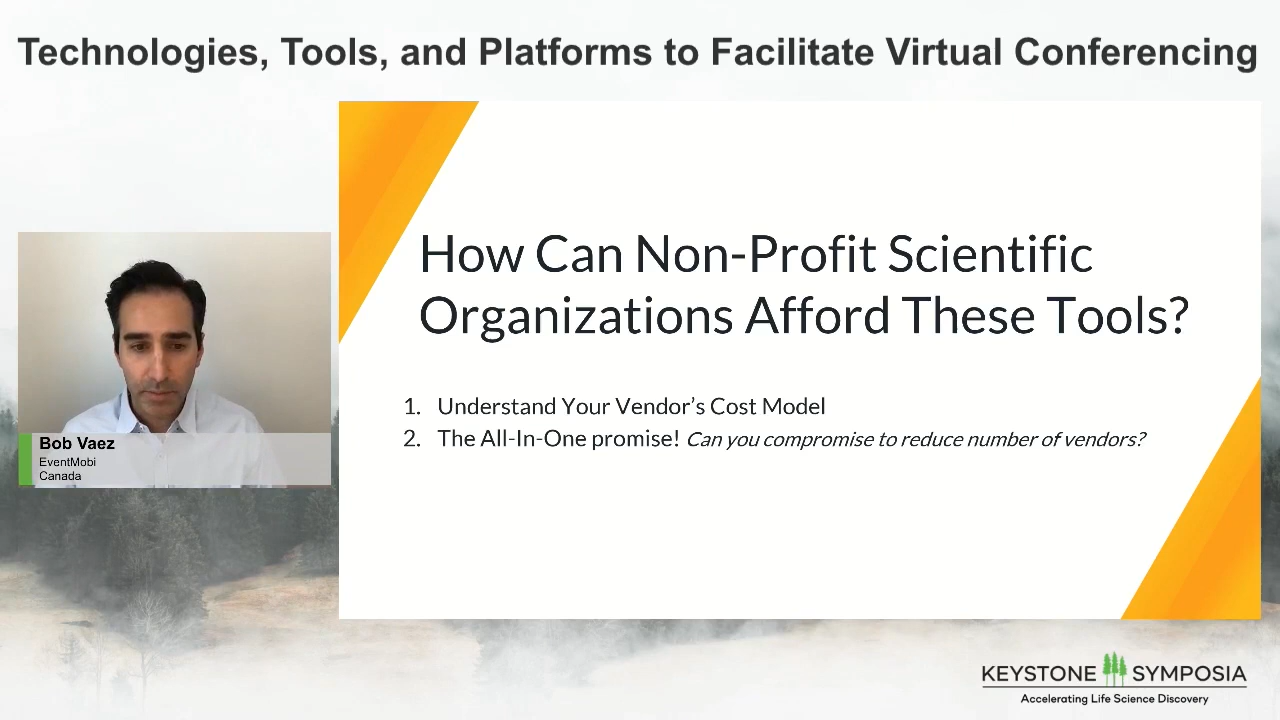 Technologies, Tools, and Platforms to Facilitate Virtual Conferencing
How Can Non-Profit Scientific
Organizations Afford These Tools?
1. Understand Your Vendor’s Cost Model
2. The All-In-One promise! Can you compromise to reduce number of vendors?
Bob Vaez
EventMobi
Canada
KEYSTONE SYMPOSIA
Accelerating Life Science Discovery